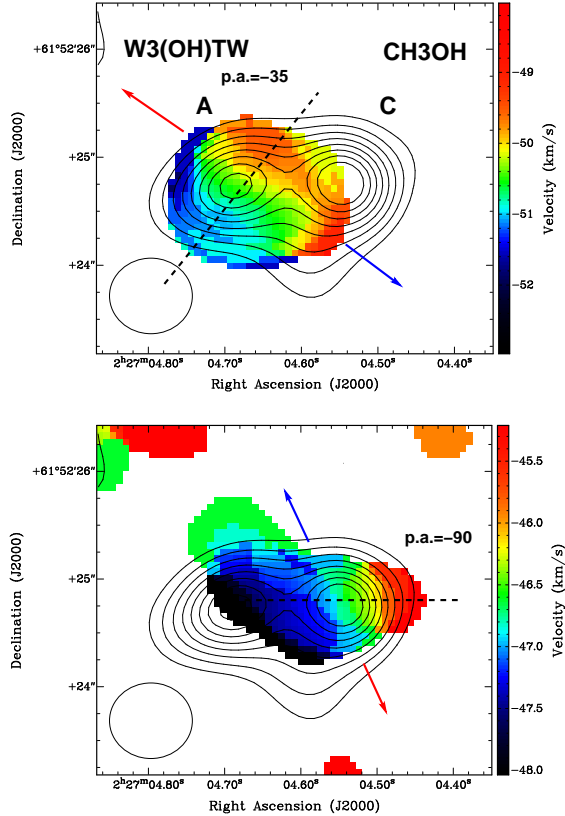 W3(OH)TW CH3OH
p.a.=−35
A C
+61°52'26"
+25"
+24"
Declination (J2000)
2ʰ27ᵐ04.80ˢ 04.70ˢ 04.60ˢ 04.50ˢ 04.40ˢ
Right Ascension (J2000)
−49
−50
−51
−52
Velocity (km/s)
p.a.=−90
+61°52'26"
+25"
+24"
Declination (J2000)
2ʰ27ᵐ04.80ˢ 04.70ˢ 04.60ˢ 04.50ˢ 04.40ˢ
Right Ascension (J2000)
−45.5
−46.0
−46.5
−47.0
−47.5
−48.0
Velocity (km/s)